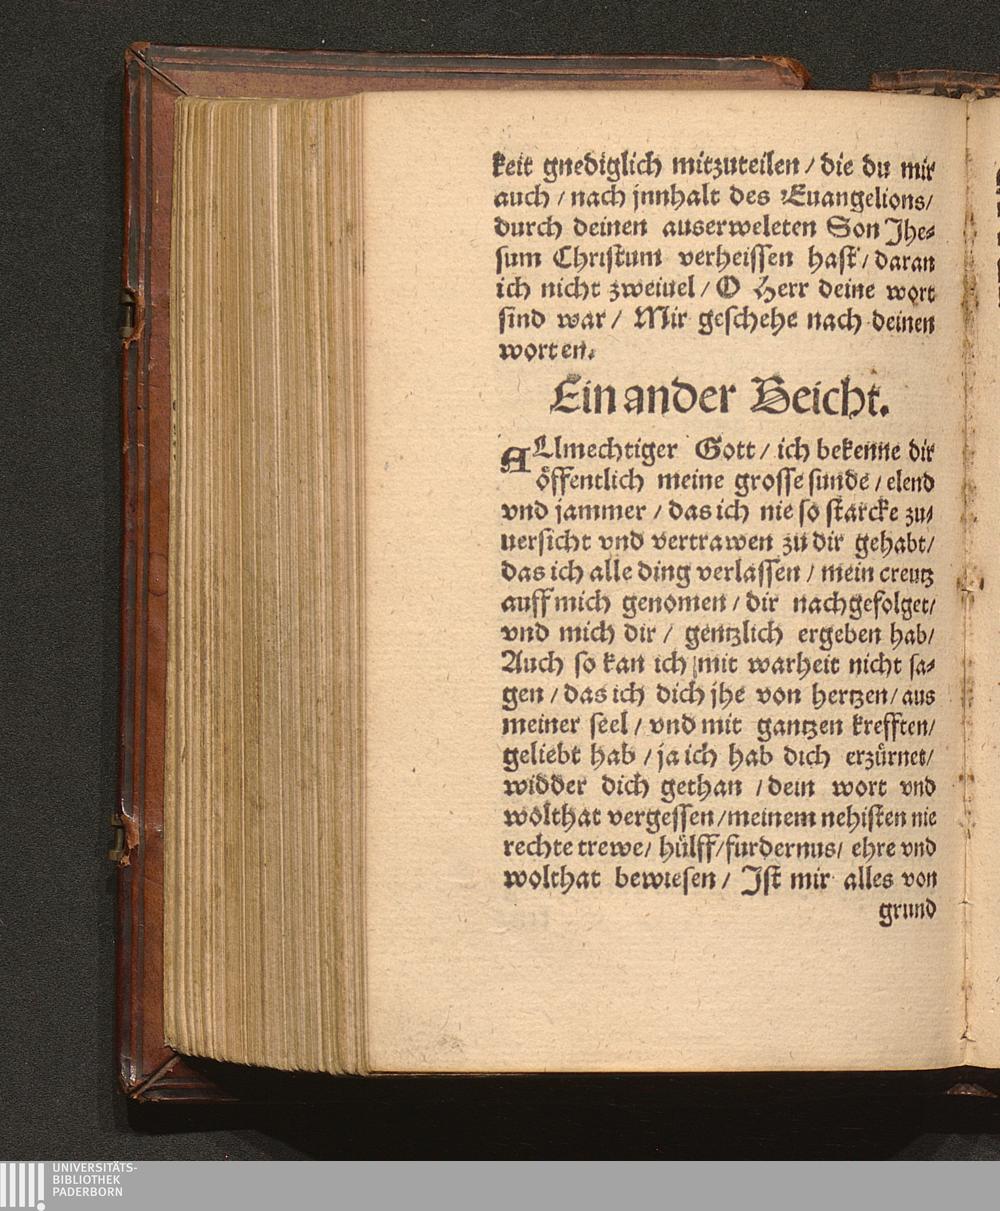 keit gnediglich mitzuteilen / die du mir
auch / nach jnnhalt des Euangelions /
durch deinen auserweleten Son Jhe⸗
sum Christum verheissen hast / daran
ich nicht zweiuel / O Herr deine wort
sind war / Mir geschehe nach deinen
worten.
Ein ander Beicht.
ALlmechtiger Gott / ich bekenne dir
öffentlich meine grosse sunde / elend
vnd jammer / das ich nie so starcke zu⸗
uersicht vnd vertrawen zu dir gehabt /
das ich alle ding verlassen / mein creutz
auff mich genomen / dir nachgefolget /
vnd mich dir / gentzlich ergeben hab /
Auch so kan ich mit warheit nicht sa⸗
gen / das ich dich jhe von hertzen / aus
meiner seel / vnd mit gantzen krefften /
geliebt hab / ja ich hab dich erzürnet /
widder dich gethan / dein wort vnd
wolthat vergessen / meinem nehisten nie
rechte trewe / hülff / furdernus / ehre vnd
wolthat bewiesen / Ist mir alles von
grund
UNIVERSITÄTS-
BIBLIOTHEK
PADERBORN